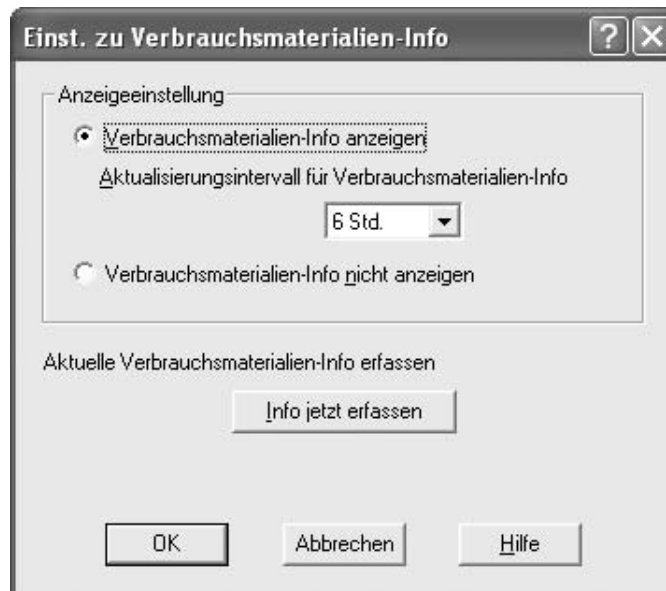 Einst. zu Verbrauchsmaterialien-Info
Anzeigeeinstellung
Verbrauchsmaterialien-Info anzeigen
Aktualisierungsintervall für Verbrauchsmaterialien-Info
6 Std.
Verbrauchsmaterialien-Info nicht anzeigen
Aktuelle Verbrauchsmaterialien-Info erfassen
Info jetzt erfassen
OK Abbrechen Hilfe